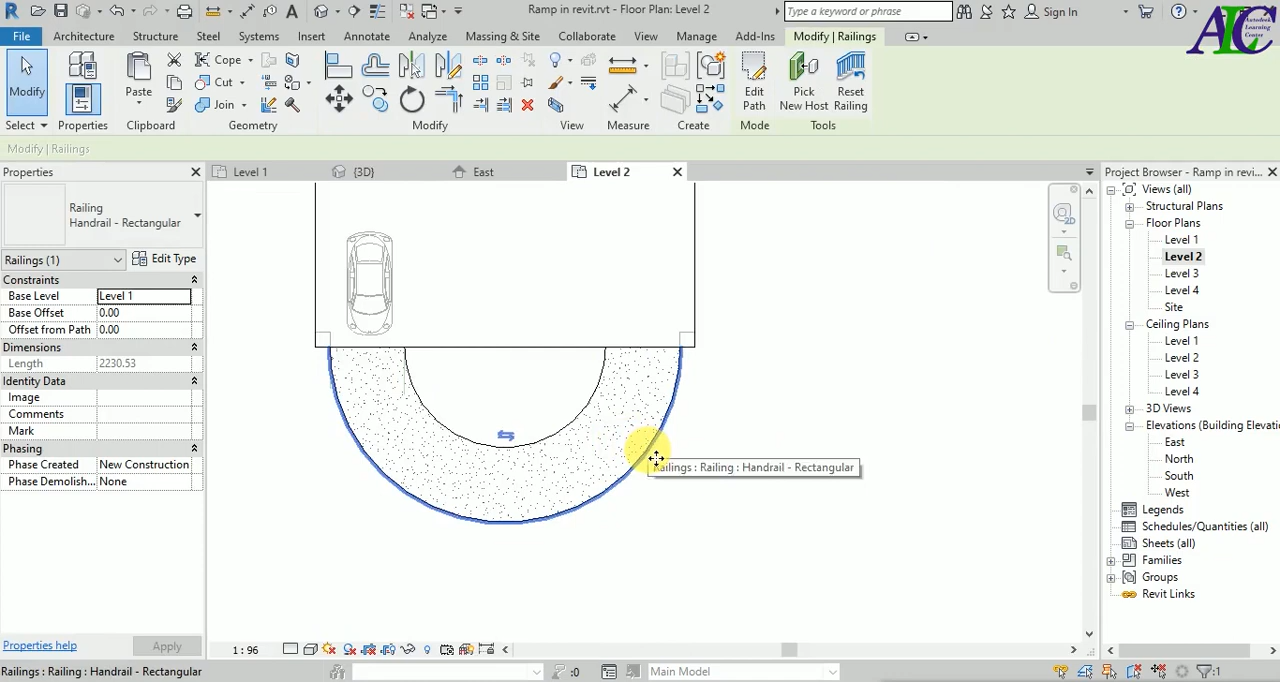 Ramp in revit.rvt - Floor Plan: Level 2
Type a keyword or phrase
Sign In
ALC
Autodesk
Learning
Centre
File
Architecture
Structure
Steel
Systems
Insert
Annotate
Analyze
Massing & Site
Collaborate
View
Manage
Add-Ins
Modify | Railings
Modify
Paste
Cope
Cut
Join
Edit
Path
Pick
New Host
Reset
Railing
Select
Properties
Clipboard
Geometry
Modify
View
Measure
Create
Mode
Tools
Modify | Railings
Properties
Level 1
{3D}
East
Level 2
Project Browser - Ramp in revi...
Railing
Handrail - Rectangular
Railings (1)
Edit Type
Constraints
Base Level
Level 1
Base Offset
0.00
Offset from Path
0.00
Dimensions
Length
2230.53
Identity Data
Image
Comments
Mark
Phasing
Phase Created
New Construction
Phase Demolish...
None
Properties help
Apply
2D
Railings : Railing : Handrail - Rectangular
Views (all)
Structural Plans
Floor Plans
Level 1
Level 2
Level 3
Level 4
Site
Ceiling Plans
Level 1
Level 2
Level 3
Level 4
3D Views
Elevations (Building Elevatio
East
North
South
West
Legends
Schedules/Quantities (all)
Sheets (all)
Families
Groups
Revit Links
1 : 96
Railings : Railing : Handrail - Rectangular
:0
Main Model
:1